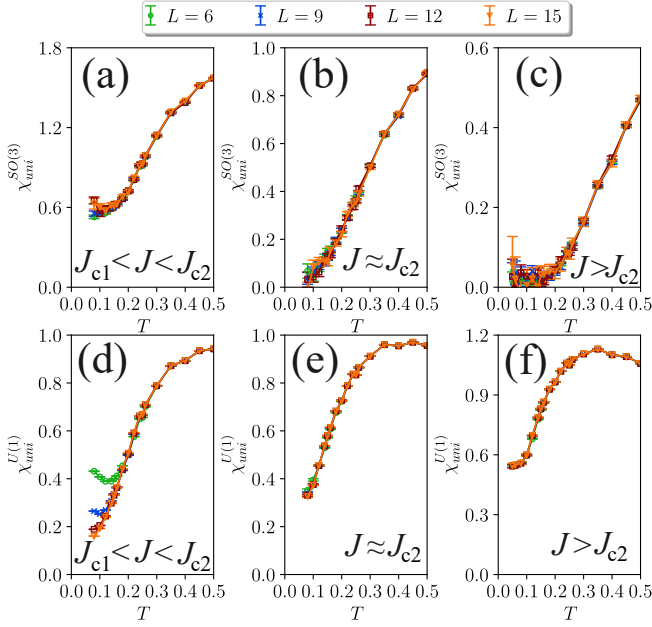 L = 6 L = 9 L = 12 L = 15
(a) (b) (c)
χ_{uni}^{SO(3)} χ_{uni}^{SO(3)} χ_{uni}^{SO(3)}
1.8 1.2 0.6 0.0
1.0 0.8 0.6 0.4 0.2 0.0
0.6 0.4 0.2 0.0
J_{c1}<J<J_{c2} J≈J_{c2} J>J_{c2}
0.0 0.1 0.2 0.3 0.4 0.5 0.0 0.1 0.2 0.3 0.4 0.5 0.0 0.1 0.2 0.3 0.4 0.5
T T T
(d) (e) (f)
χ_{uni}^{U(1)} χ_{uni}^{U(1)} χ_{uni}^{U(1)}
1.0 0.8 0.6 0.4 0.2 0.0
1.0 0.8 0.6 0.4 0.2 0.0
1.2 0.9 0.6 0.3 0.0
J_{c1}<J<J_{c2} J≈J_{c2} J>J_{c2}
0.0 0.1 0.2 0.3 0.4 0.5 0.0 0.1 0.2 0.3 0.4 0.5 0.0 0.1 0.2 0.3 0.4 0.5
T T T